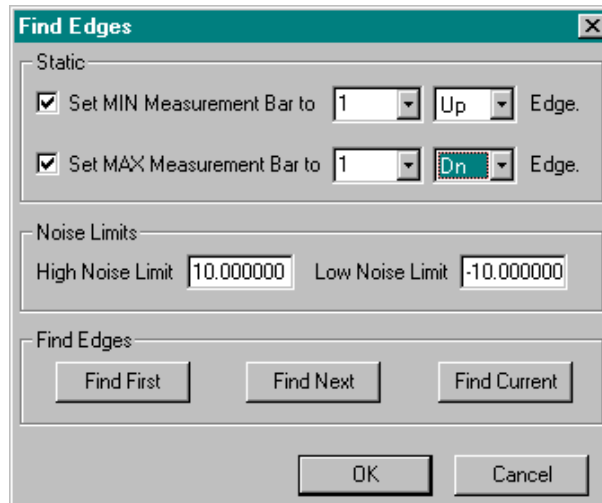 Find Edges
Static
Set MIN Measurement Bar to 1 Up Edge.
Set MAX Measurement Bar to 1 Dn Edge.
Noise Limits
High Noise Limit 10.000000 Low Noise Limit -10.000000
Find Edges
Find First Find Next Find Current
OK Cancel